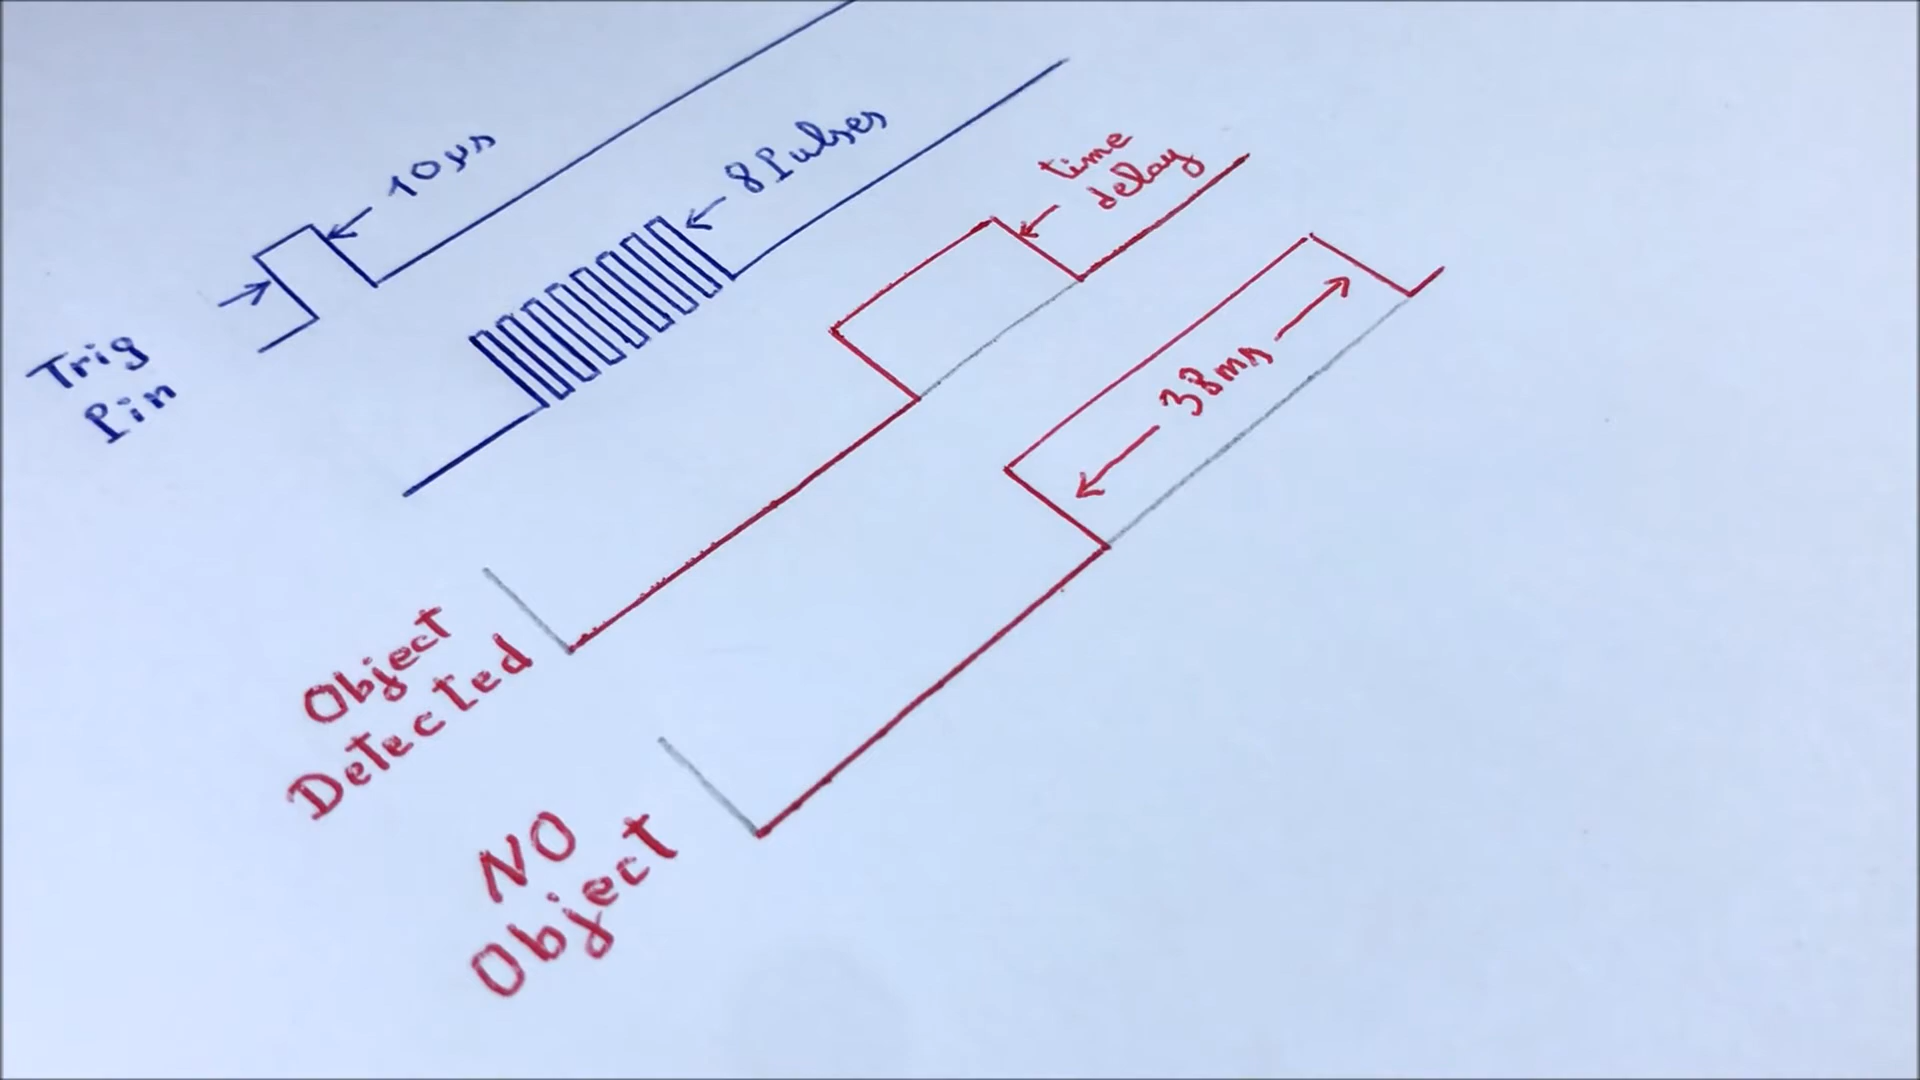 Trig
Pin
10μs
8 Pulses
time
delay
Object
Detected
38ms
NO
Object